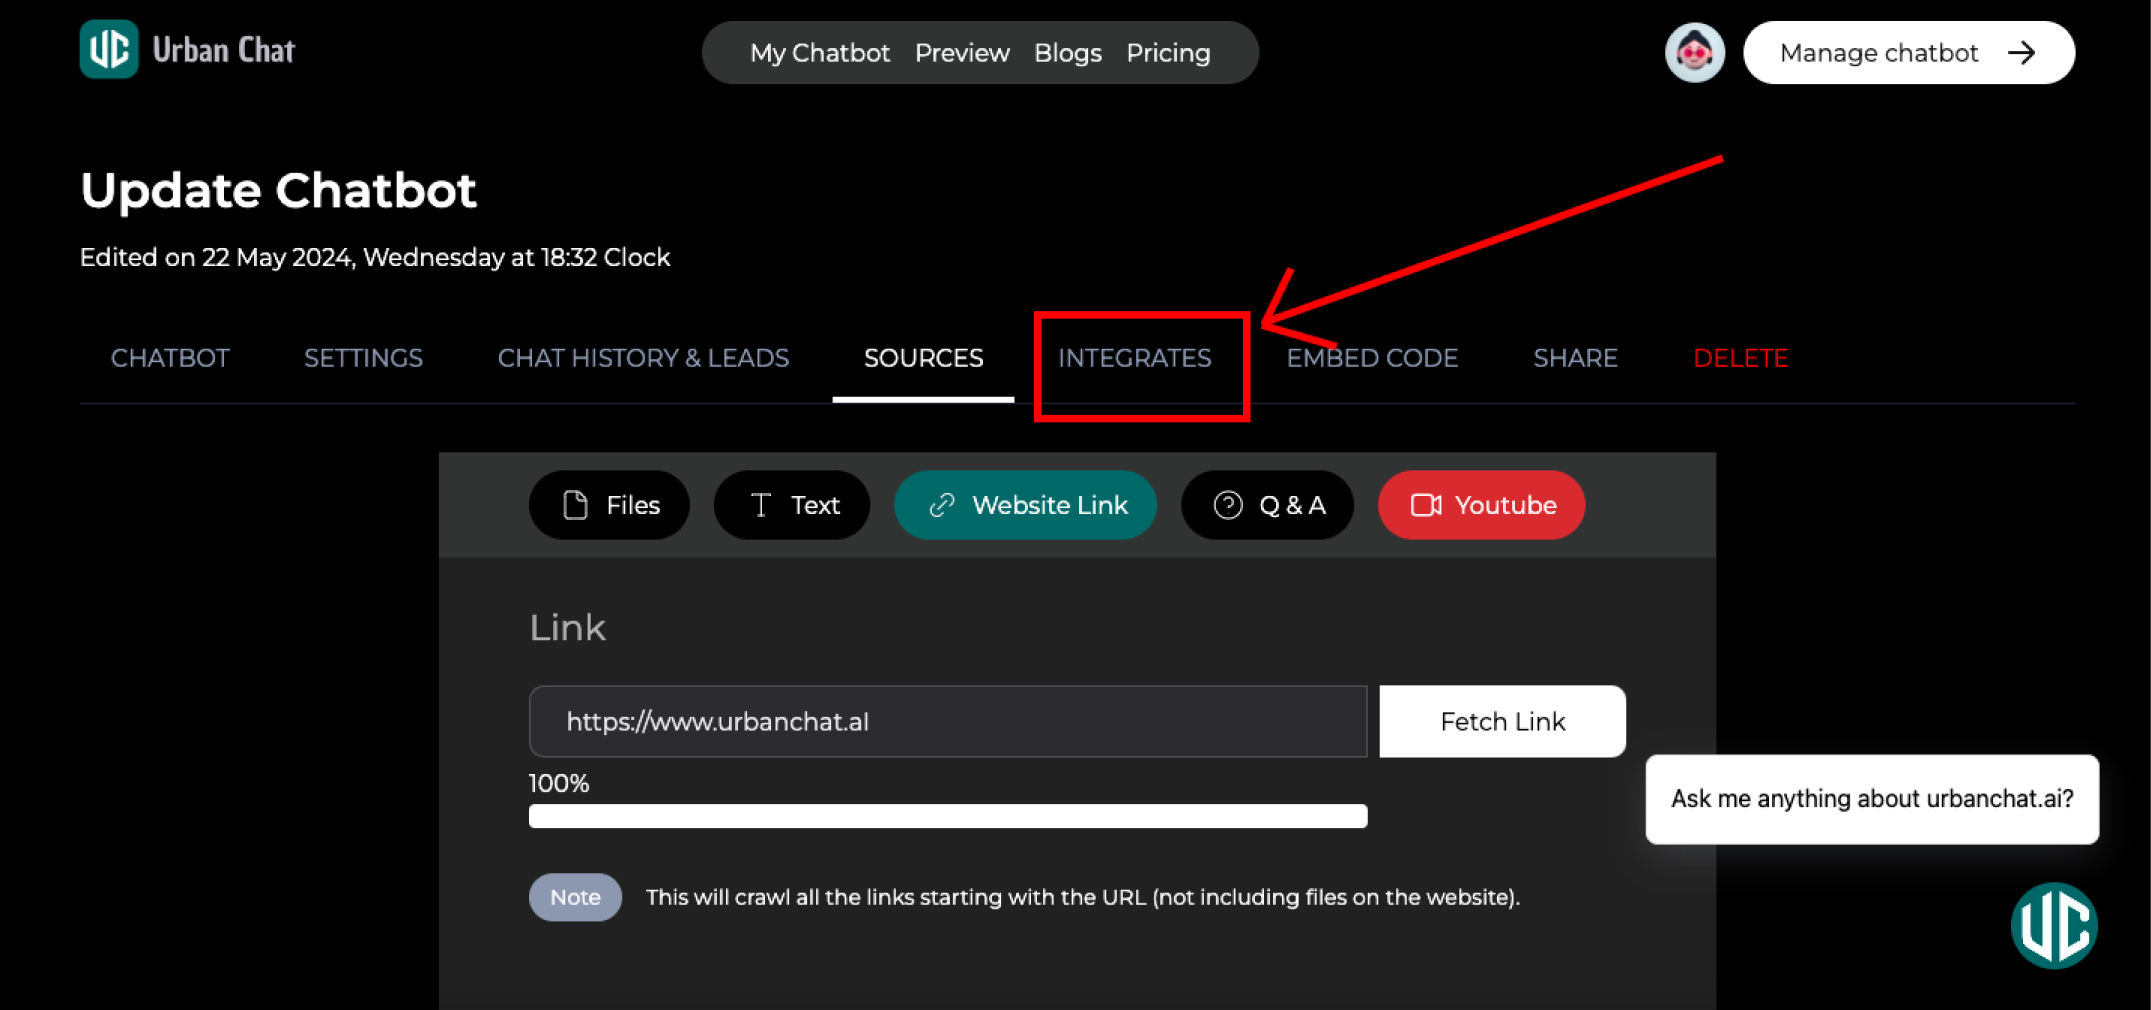 UC Urban Chat
My Chatbot Preview Blogs Pricing
Manage chatbot
Update Chatbot
Edited on 22 May 2024, Wednesday at 18:32 Clock
CHATBOT SETTINGS CHAT HISTORY & LEADS SOURCES INTEGRATES EMBED CODE SHARE DELETE
Files Text Website Link Q & A Youtube
Link
https://www.urbanchat.aI Fetch Link
100%
Ask me anything about urbanchat.ai?
Note This will crawl all the links starting with the URL (not including files on the website).
UC